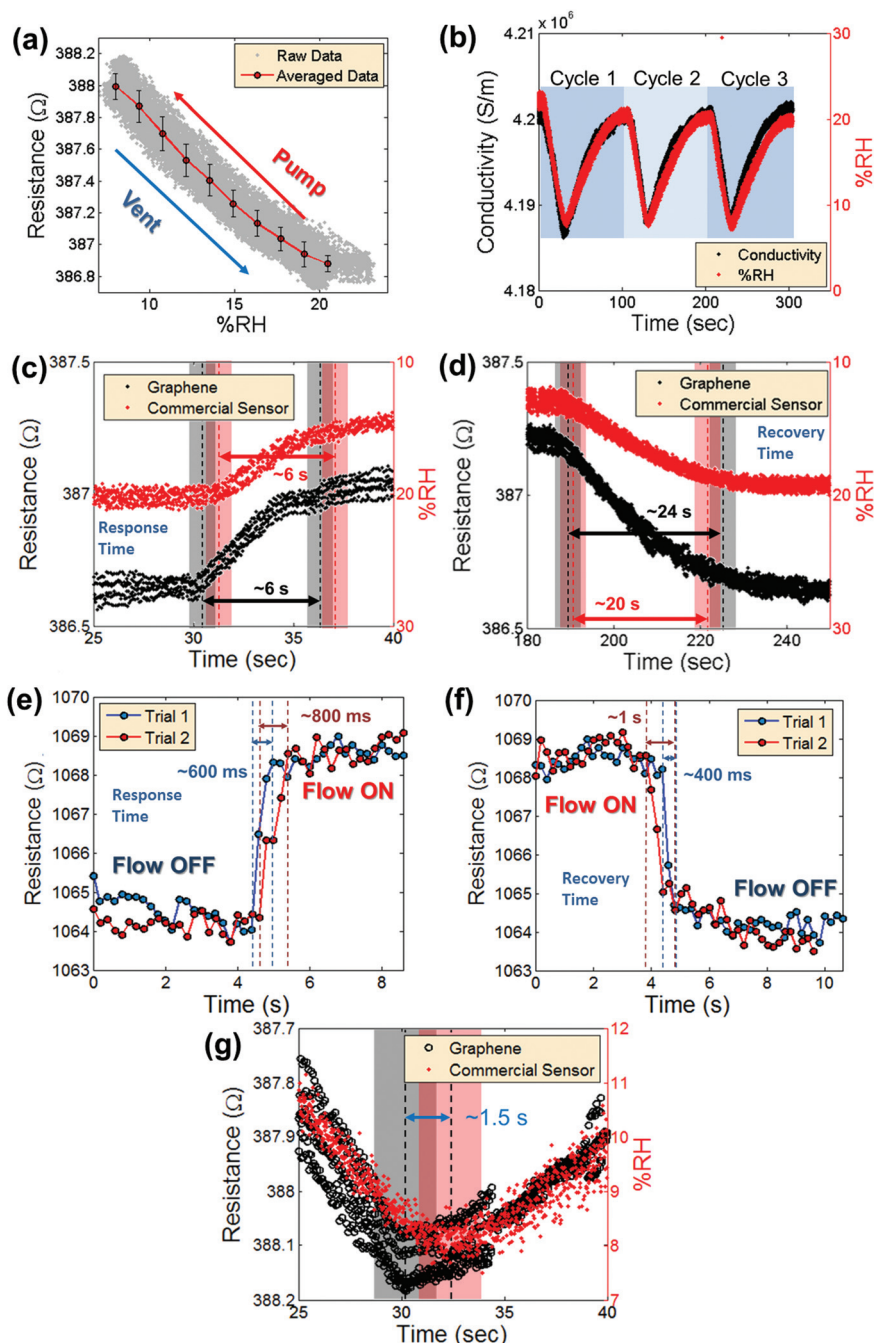 (a)
388.2
388
387.8
387.6
387.4
387.2
387
386.8
Resistance (Ω)
Raw Data
Averaged Data
Pump
Vent
10
15
20
%RH
(b)
4.21 x 10⁶
4.20
4.19
4.18
Conductivity (S/m)
Cycle 1
Cycle 2
Cycle 3
30
20
10
0
%RH
Conductivity
%RH
0
100
200
300
Time (sec)
(c)
387.5
387
386.5
Resistance (Ω)
Graphene
Commercial Sensor
~6 s
Response
Time
~6 s
10
20
30
%RH
25
30
35
40
Time (sec)
(d)
387.5
387
386.5
Resistance (Ω)
Graphene
Commercial Sensor
Recovery
Time
~24 s
~20 s
10
20
30
%RH
180
200
220
240
Time (sec)
(e)
1070
1069
1068
1067
1066
1065
1064
1063
Resistance (Ω)
Trial 1
Trial 2
~800 ms
~600 ms
Response
Time
Flow ON
Flow OFF
0
2
4
6
8
Time (s)
(f)
1070
1069
1068
1067
1066
1065
1064
1063
Resistance (Ω)
~1 s
Trial 1
Trial 2
~400 ms
Flow ON
Recovery
Time
Flow OFF
0
2
4
6
8
10
Time (s)
(g)
387.7
387.8
387.9
388
388.1
388.2
Resistance (Ω)
Graphene
Commercial Sensor
~1.5 s
12
11
10
9
8
7
%RH
25
30
35
40
Time (sec)